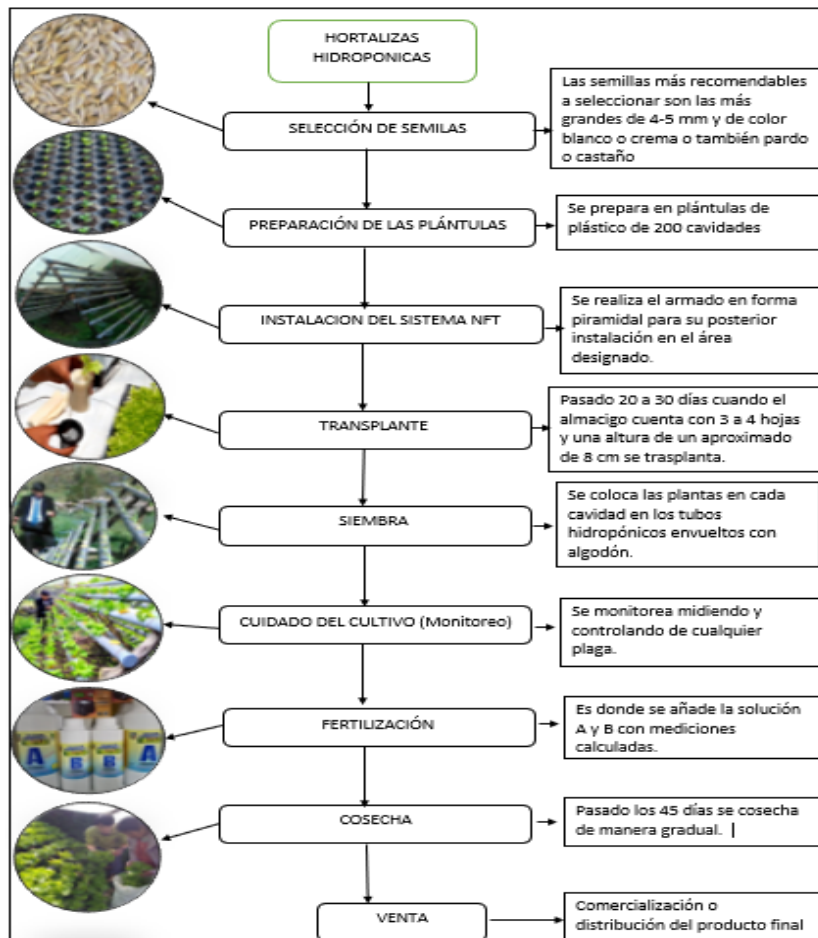 HORTALIZAS
HIDROPONICAS
SELECCIÓN DE SEMILAS
Las semillas más recomendables
a seleccionar son las más
grandes de 4-5 mm y de color
blanco o crema o también pardo
o castaño
PREPARACIÓN DE LAS PLÁNTULAS
Se prepara en plántulas de
plástico de 200 cavidades
INSTALACION DEL SISTEMA NFT
Se realiza el armado en forma
piramidal para su posterior
instalación en el área
designado.
TRANSPLANTE
Pasado 20 a 30 días cuando el
almacigo cuenta con 3 a 4 hojas
y una altura de un aproximado
de 8 cm se trasplanta.
SIEMBRA
Se coloca las plantas en cada
cavidad en los tubos
hidropónicos envueltos con
algodón.
CUIDADO DEL CULTIVO (Monitoreo)
Se monitorea midiendo y
controlando de cualquier
plaga.
A B B A
FERTILIZACIÓN
Es donde se añade la solución
A y B con mediciones
calculadas.
COSECHA
Pasado los 45 días se cosecha
de manera gradual.
VENTA
Comercialización o
distribución del producto final